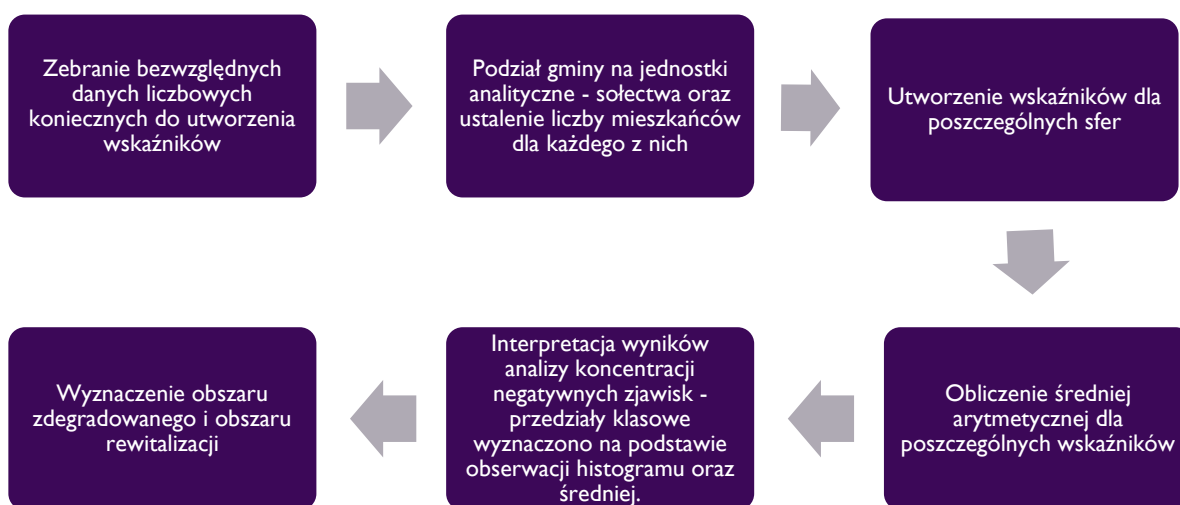 Zebranie bezwzględnych
danych liczbowych
koniecznych do utworzenia
wskaźników
Podział gminy na jednostki
analityczne - sołectwa oraz
ustalenie liczby mieszkańców
dla każdego z nich
Utworzenie wskaźników dla
poszczególnych sfer
Obliczenie średniej
arytmetycznej dla
poszczególnych wskaźników
Interpretacja wyników
analizy koncentracji
negatywnych zjawisk -
przedziały klasowe
wyznaczono na podstawie
obserwacji histogramu oraz
średniej.
Wyznaczenie obszaru
zdegradowanego i obszaru
rewitalizacji